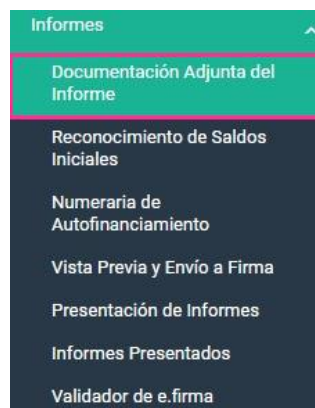 Informes
Documentación Adjunta del
Informe
Reconocimiento de Saldos
Iniciales
Numeraria de
Autofinanciamiento
Vista Previa y Envío a Firma
Presentación de Informes
Informes Presentados
Validador de e.firma